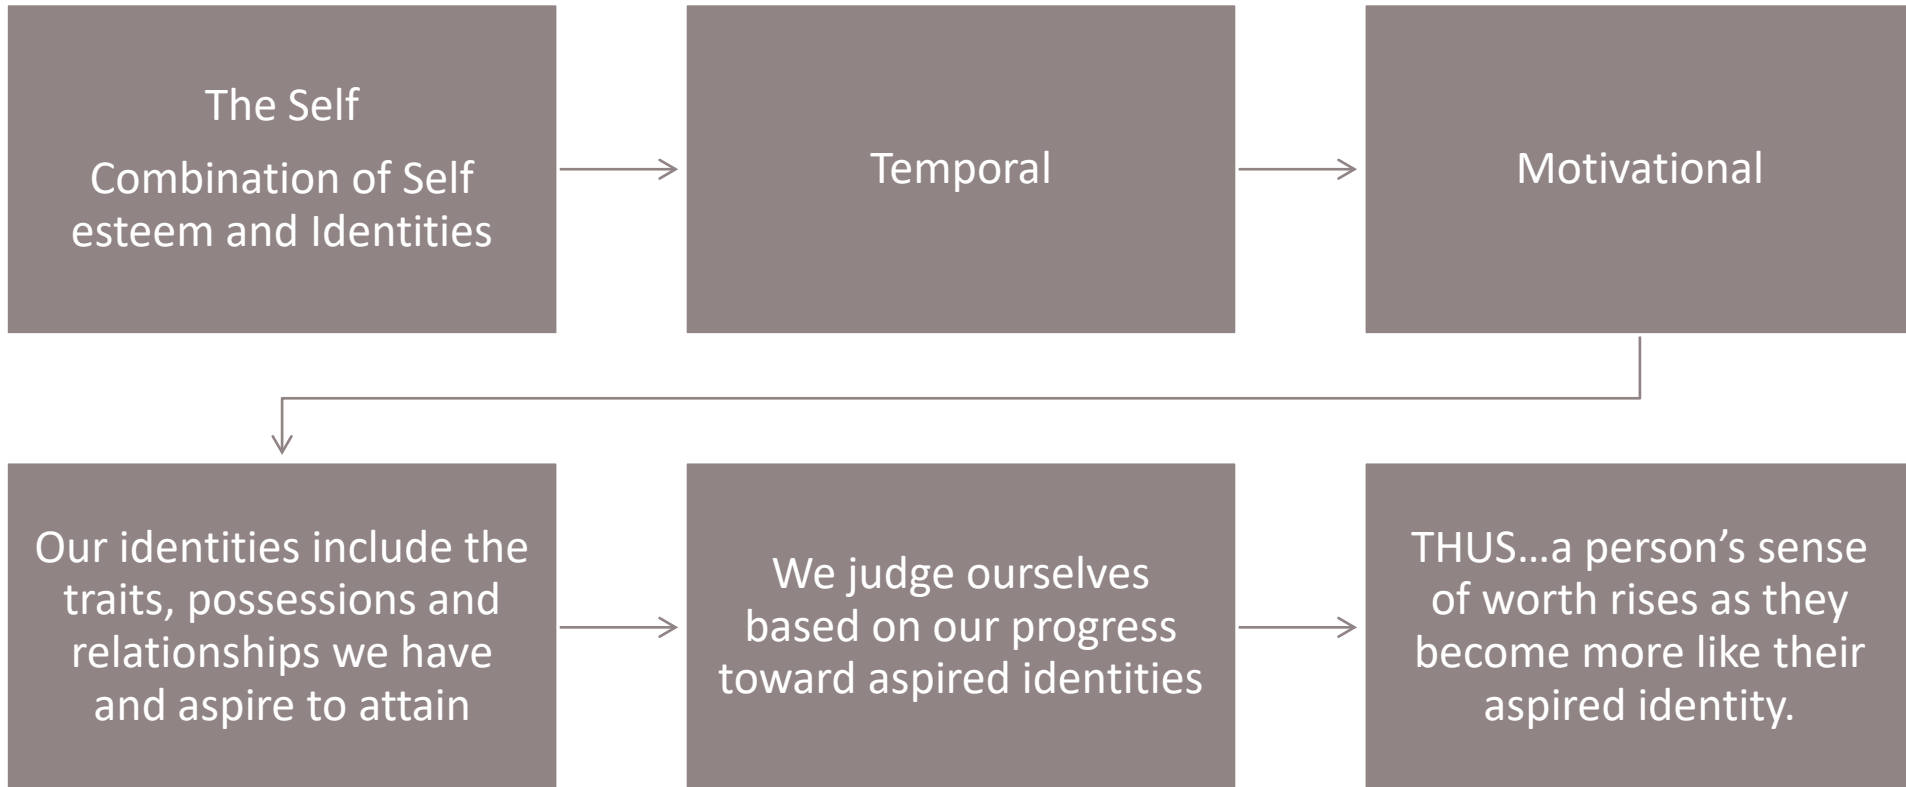 The Self
Combination of Self
esteem and Identities
Temporal
Motivational
Our identities include the
traits, possessions and
relationships we have
and aspire to attain
We judge ourselves
based on our progress
toward aspired identities
THUS...a person’s sense
of worth rises as they
become more like their
aspired identity.